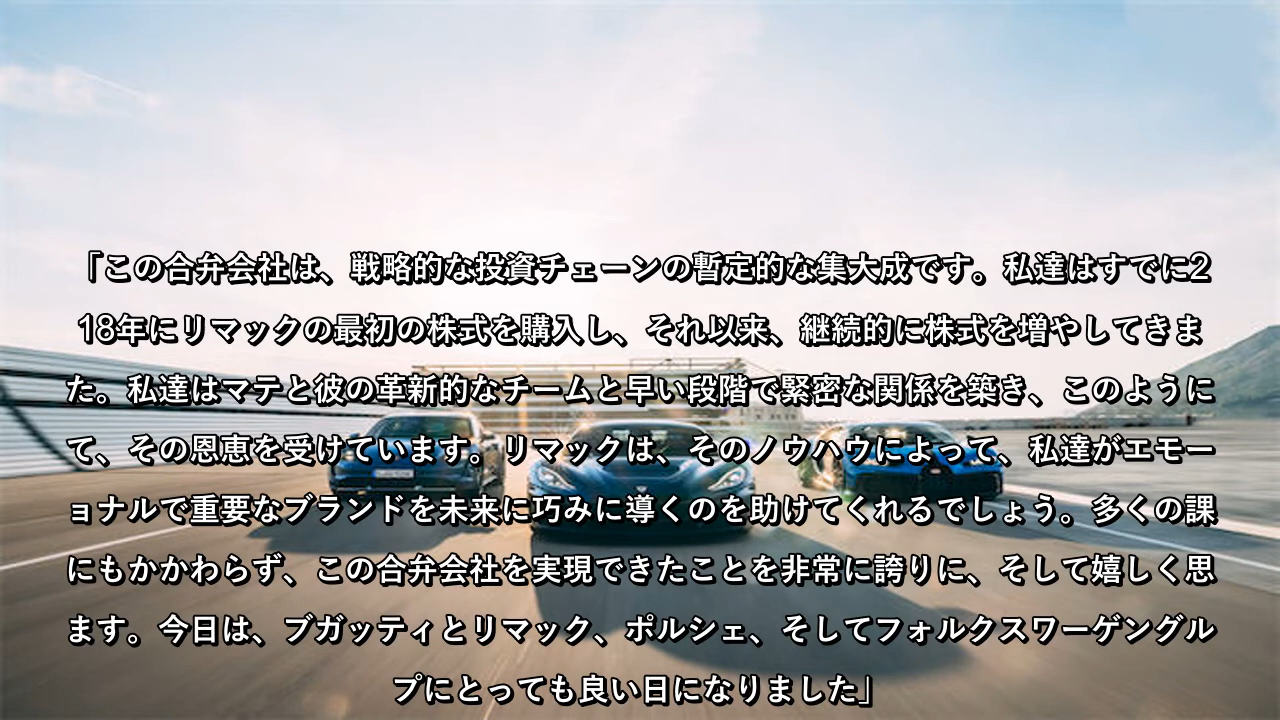 「この合弁会社は、戦略的な投資チェーンの暫定的な集大成です。私達はすでに2
18年にリマックの最初の株式を購入し、それ以来、継続的に株式を増やしてきま
た。私達はマテと彼の革新的なチームと早い段階で緊密な関係を築き、このように
て、その恩恵を受けています。リマックは、そのノウハウによって、私達がエモー
ョナルで重要なブランドを未来に巧みに導くのを助けてくれるでしょう。多くの課
にもかかわらず、この合弁会社を実現できたことを非常に誇りに、そして嬉しく思
ます。今日は、ブガッティとリマック、ポルシェ、そしてフォルクスワーゲングル
プにとっても良い日になりました」